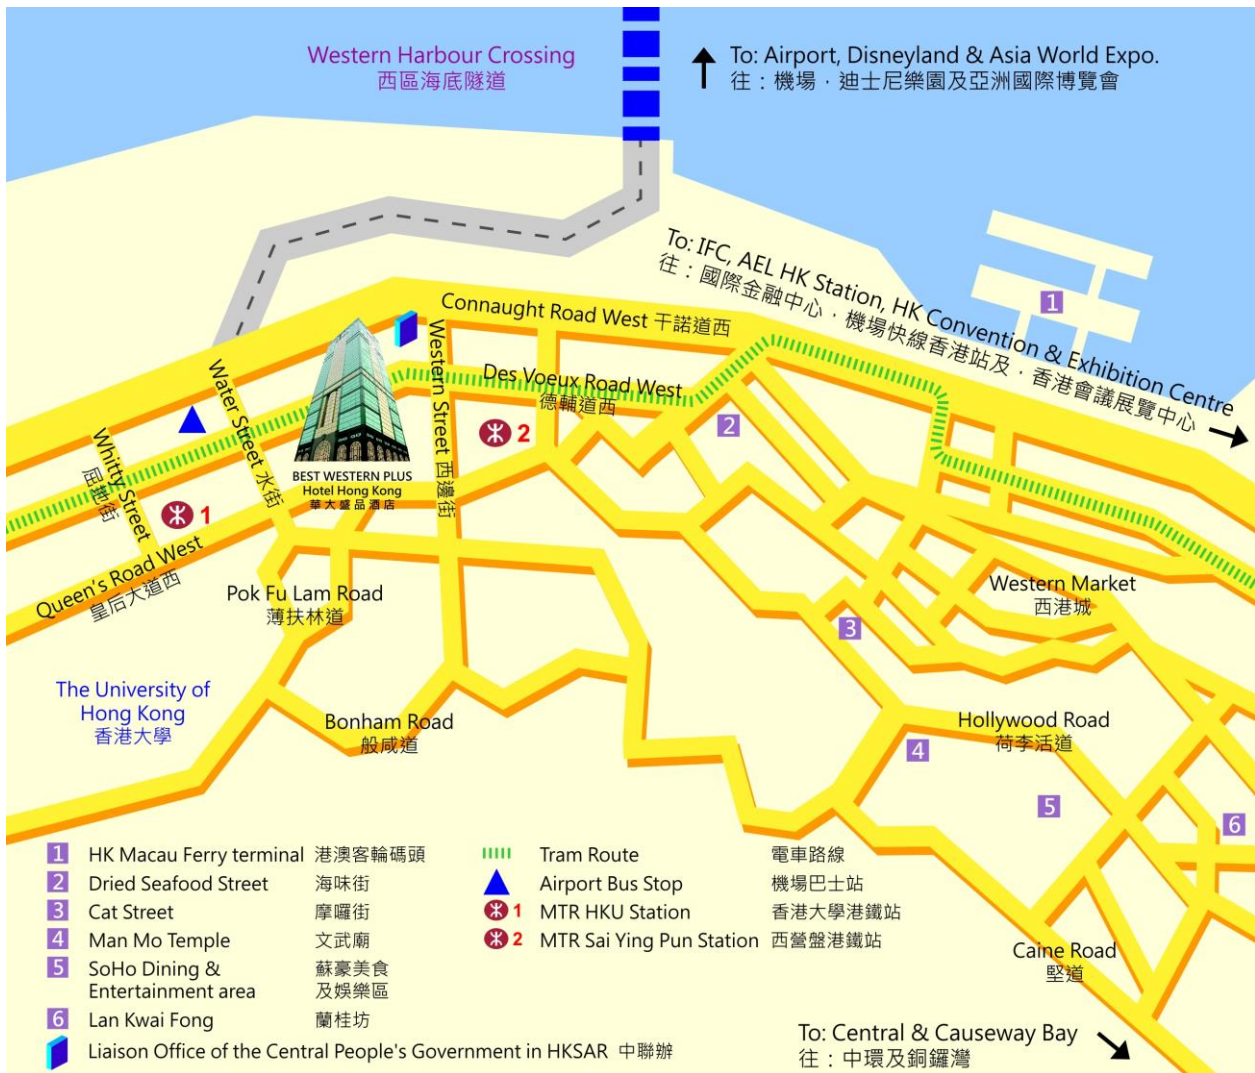 Western Harbour Crossing
西區海底隧道
To: Airport, Disneyland & Asia World Expo.
往：機場，迪士尼樂園及亞洲國際博覽會
To: IFC, AEL HK Station, HK Convention & Exhibition Centre
往：國際金融中心，機場快線香港站及，香港會議展覽中心
1
Connaught Road West 干諾道西
Western Street 西邊街
Des Voeux Road West
德輔道西
Water Street 水街
2
2
Whitty Street
屈地街
BEST WESTERN PLUS
Hotel Hong Kong
華大盛品酒店
1
Queen's Road West
皇后大道西
Pok Fu Lam Road
薄扶林道
Western Market
西港城
3
The University of
Hong Kong
香港大學
Bonham Road
般咸道
Hollywood Road
荷李活道
4
5
6
1 HK Macau Ferry terminal 港澳客輪碼頭
2 Dried Seafood Street 海味街
3 Cat Street 摩囉街
4 Man Mo Temple 文武廟
5 SoHo Dining & 蘇豪美食
Entertainment area 及娛樂區
6 Lan Kwai Fong 蘭桂坊
Liaison Office of the Central People's Government in HKSAR 中聯辦
Tram Route 電車路線
Airport Bus Stop 機場巴士站
1 MTR HKU Station 香港大學港鐵站
2 MTR Sai Ying Pun Station 西營盤港鐵站
Caine Road
堅道
To: Central & Causeway Bay
往：中環及銅鑼灣